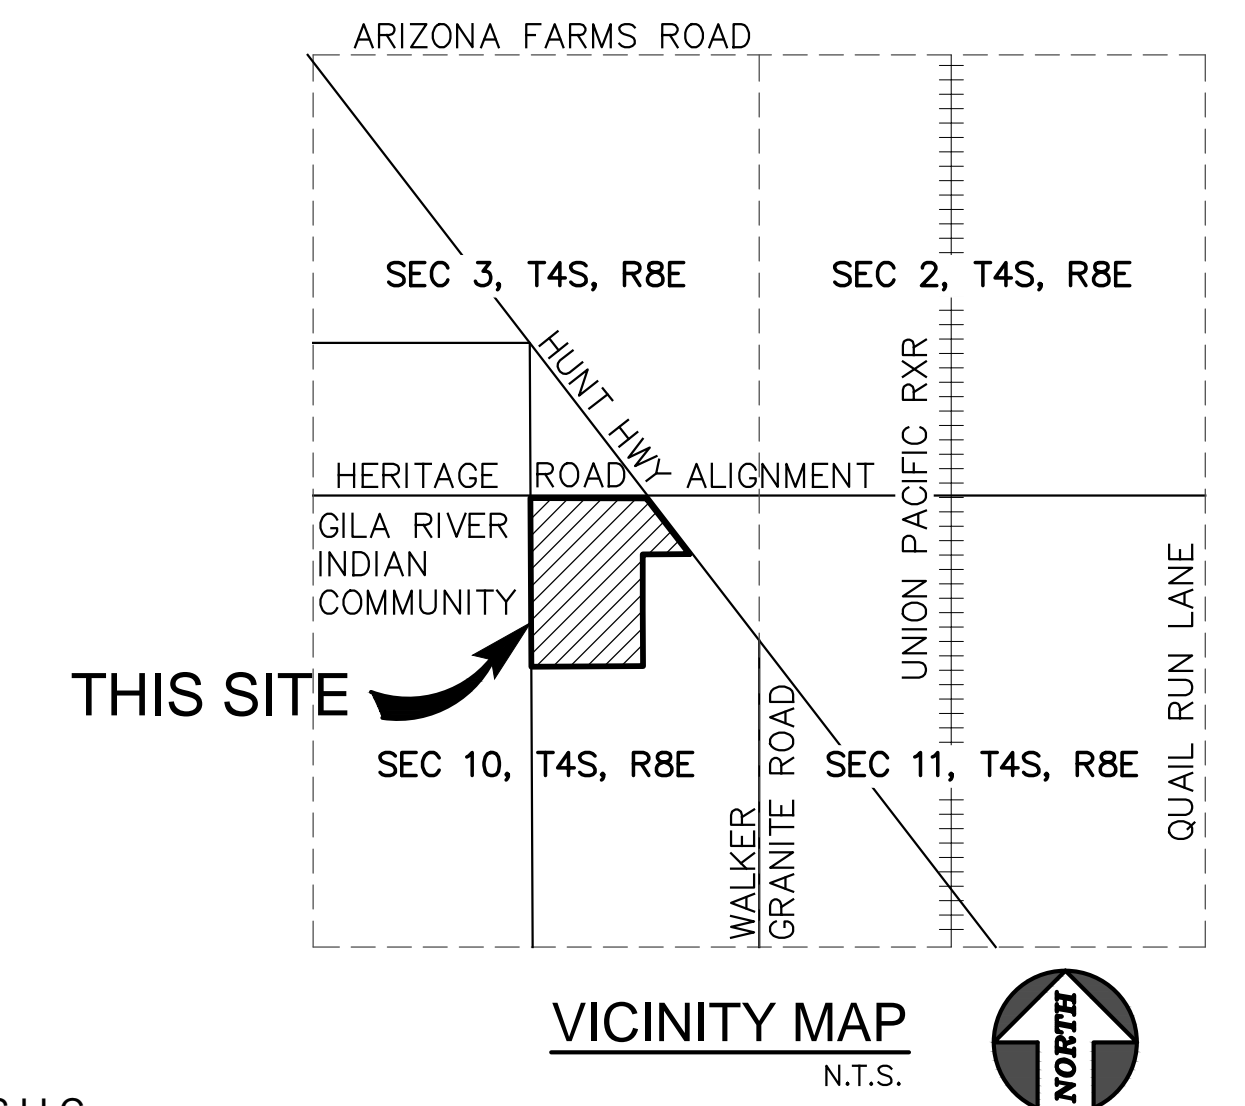 ARIZONA FARMS ROAD
SEC 3, T4S, R8E
SEC 2, T4S, R8E
HUNT HWY
UNION PACIFIC RXR
HERITAGE ROAD ALIGNMENT
GILA RIVER
INDIAN
COMMUNITY
QUAIL RUN LANE
THIS SITE
SEC 10, T4S, R8E
SEC 11, T4S, R8E
WALKER
GRANITE ROAD
VICINITY MAP
N.T.S.
NORTH